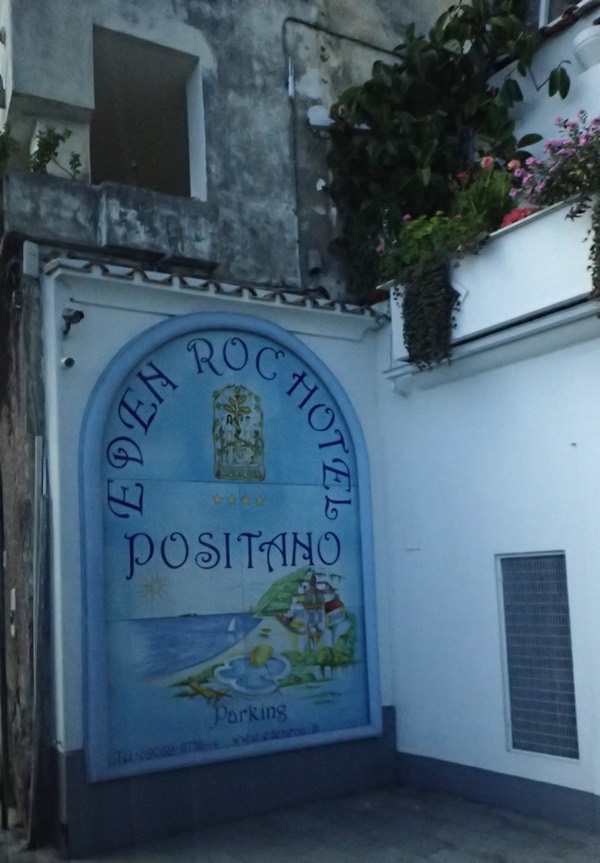 EDEN ROC HOTEL
POSITANO
Parking